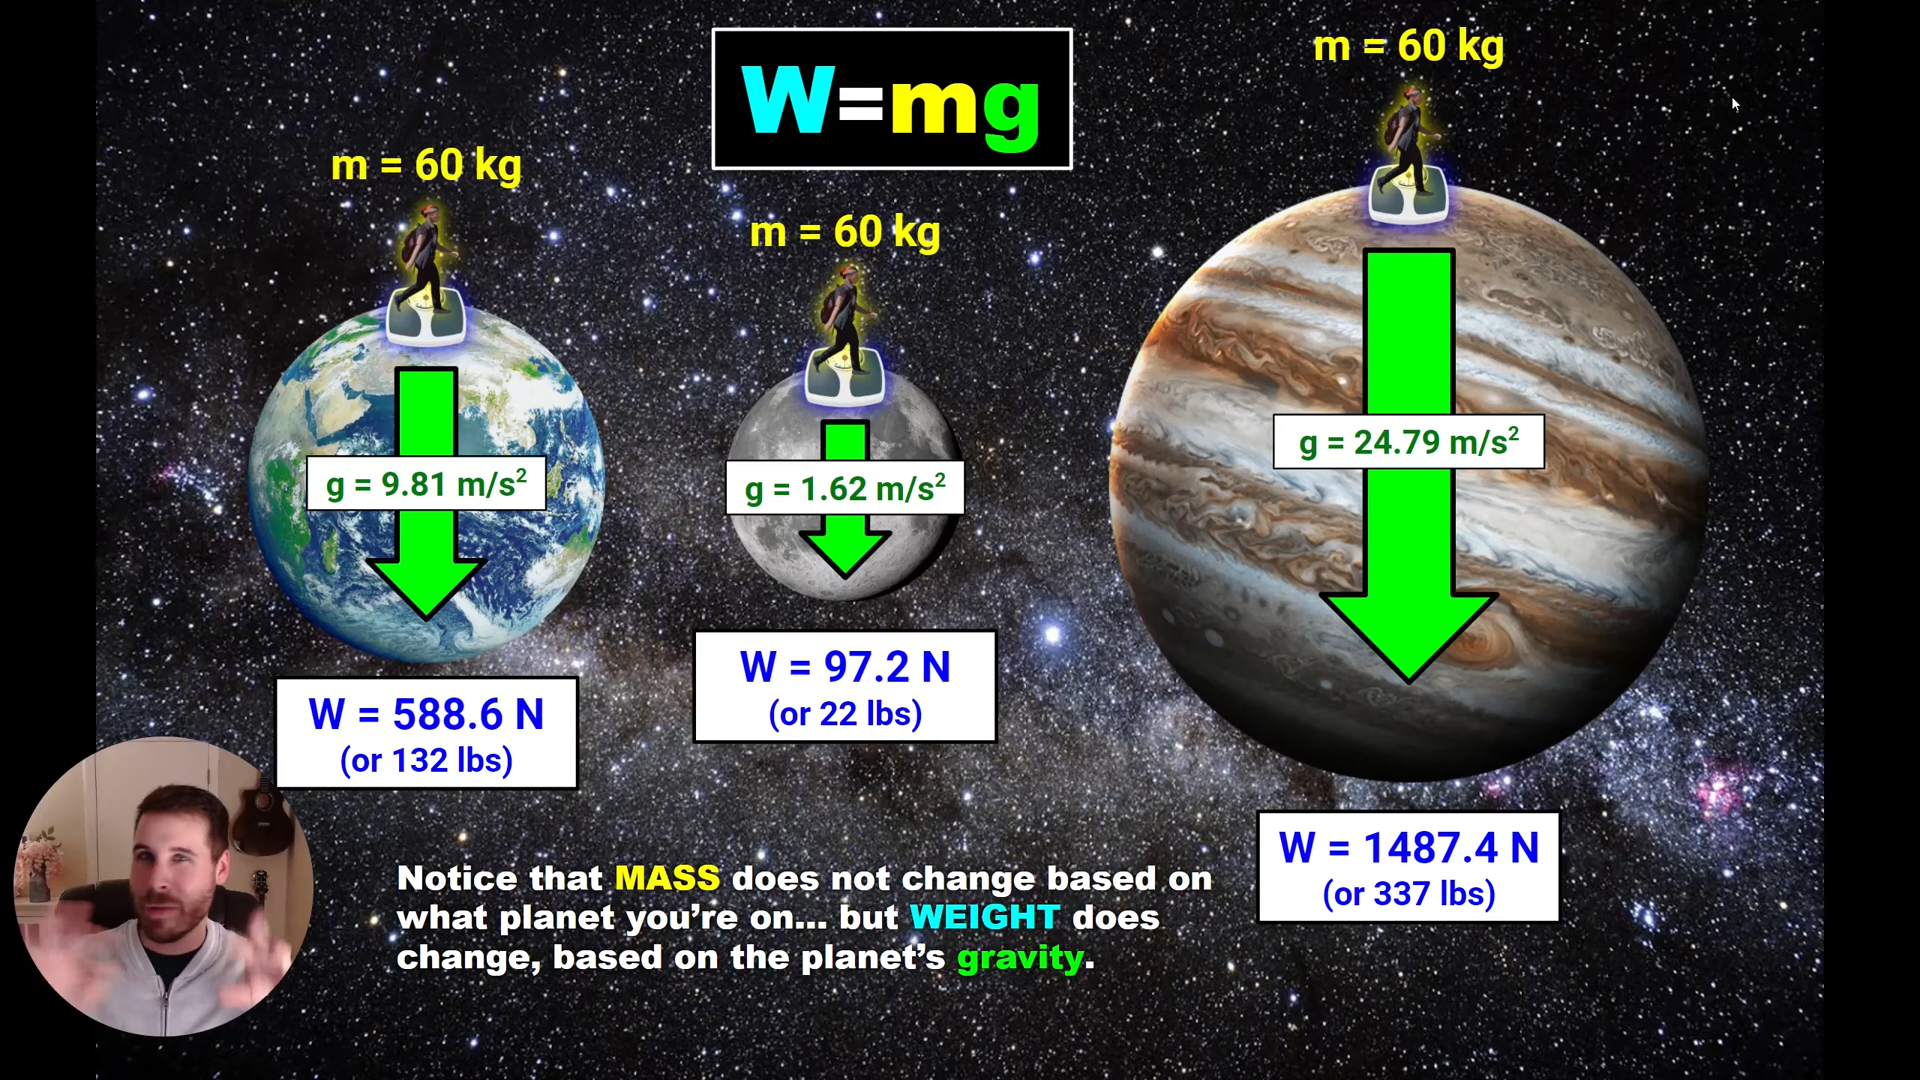 W=mg
m = 60 kg
g = 9.81 m/s²
W = 588.6 N
(or 132 lbs)
m = 60 kg
g = 1.62 m/s²
W = 97.2 N
(or 22 lbs)
m = 60 kg
g = 24.79 m/s²
W = 1487.4 N
(or 337 lbs)
Notice that MASS does not change based on
what planet you’re on... but WEIGHT does
change, based on the planet’s gravity.